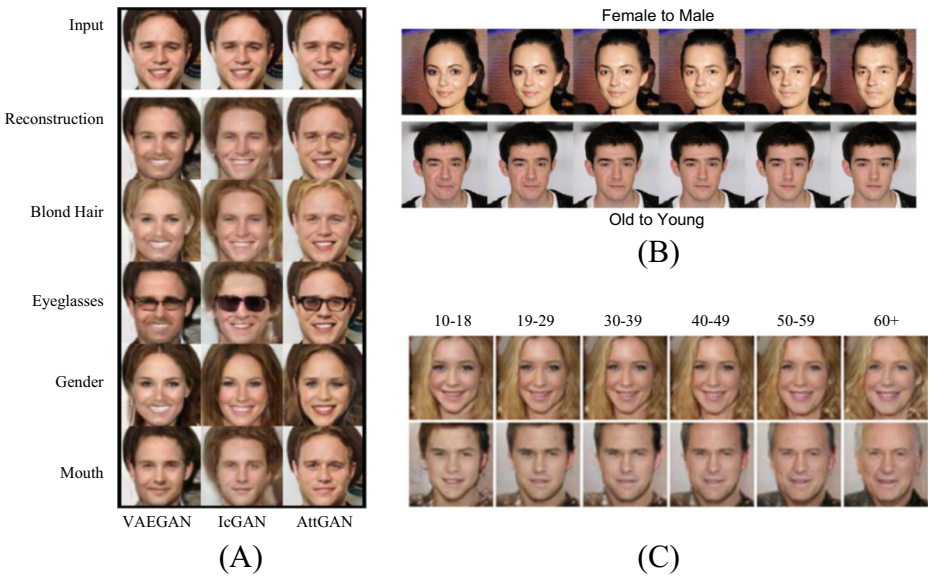 Input
Reconstruction
Blond Hair
Eyeglasses
Gender
Mouth
VAEGAN IcGAN AttGAN
(A)
Female to Male
Old to Young
(B)
10-18 19-29 30-39 40-49 50-59 60+
(C)